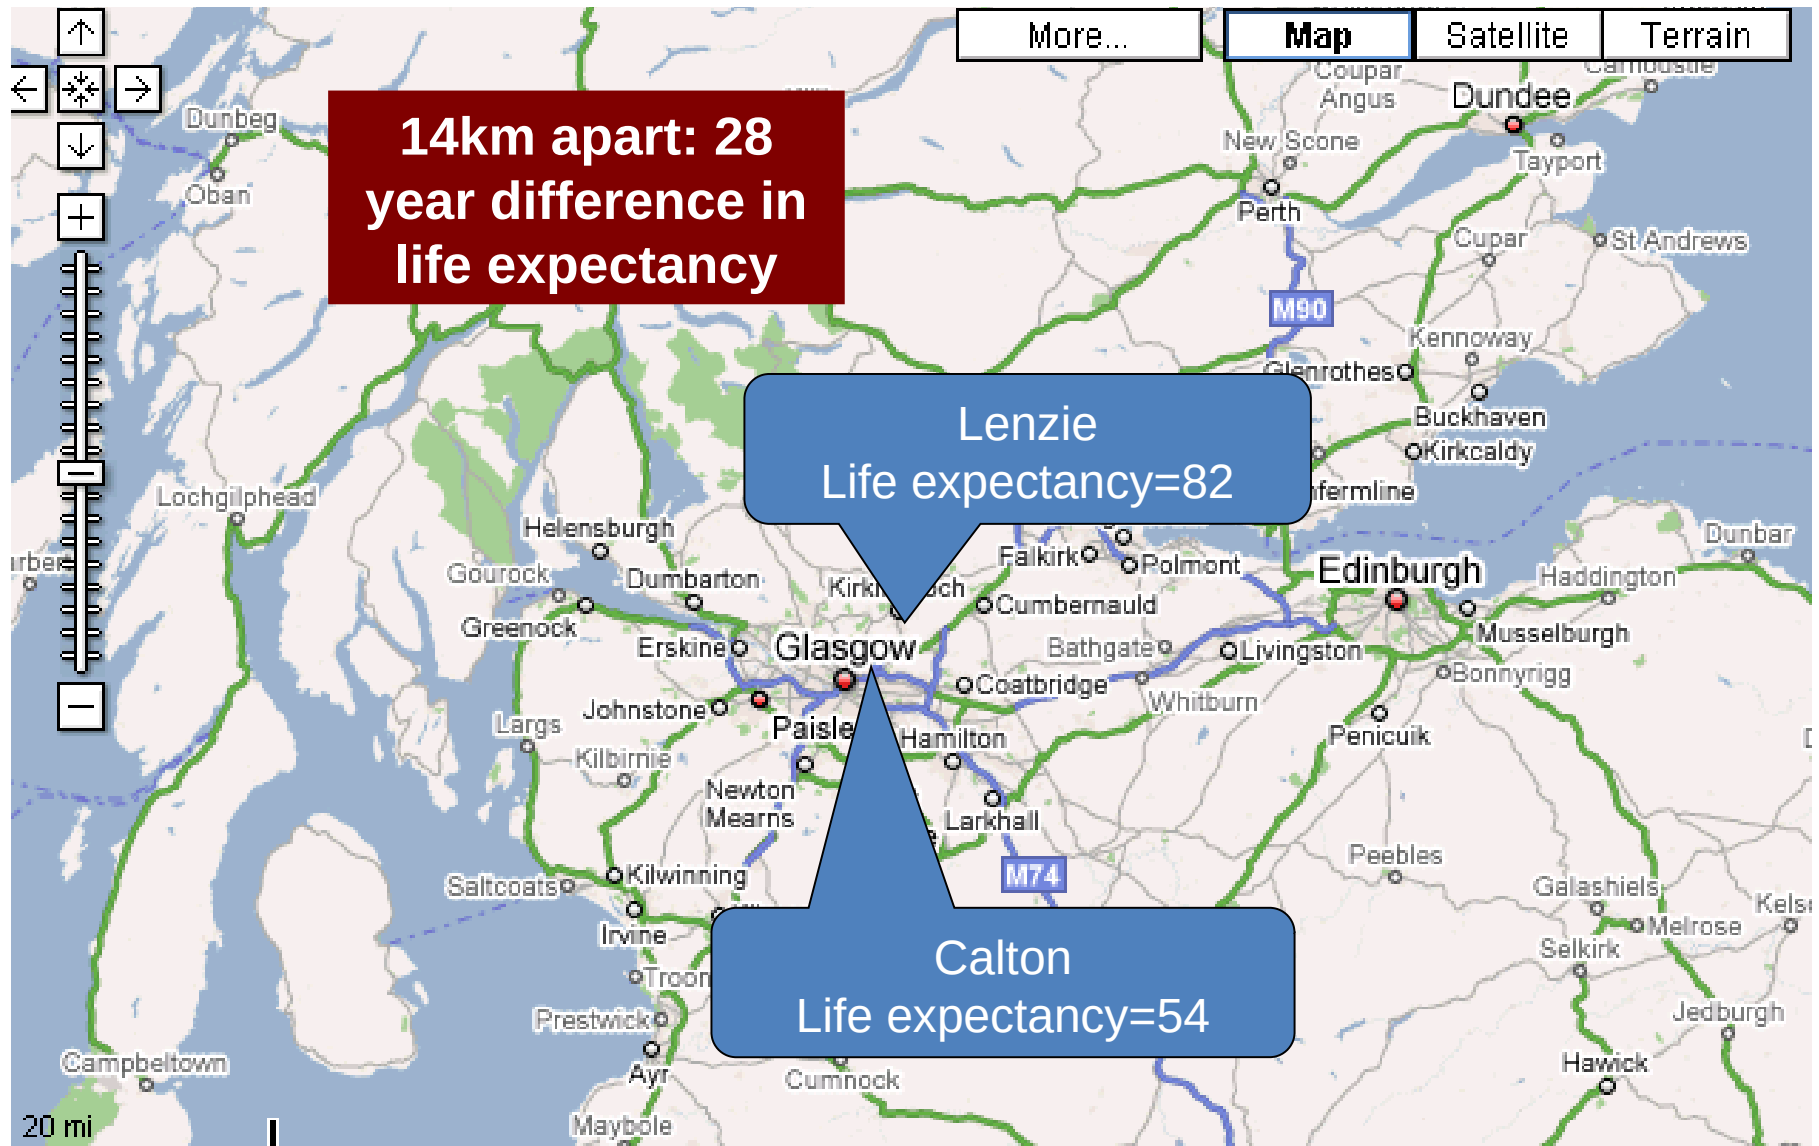 More...
Map
Satellite
Terrain
Coupar
Angus
Carnoustie
Dundee
Dunbeg
14km apart: 28
year difference in
life expectancy
New Scone
Tayport
Oban
Perth
Cupar
St Andrews
M90
Kennoway
Glenrothes
Buckhaven
Lenzie
Life expectancy=82
Kirkcaldy
nfermline
Lochgilphead
Helensburgh
Falkirk
Polmont
Dunbar
Edinburgh
Haddington
Gourock
Dumbarton
Cumbernauld
Greenock
Erskine
Glasgow
Bathgate
Livingston
Musselburgh
Bonnyrigg
Coatbridge
Whitburn
Johnstone
Largs
Paisle
Hamilton
Penicuik
Kilbirnie
Newton
Mearns
Larkhall
Peebles
M74
Kilwinning
Saltcoats
Galashiels
Kels
Melrose
Irvine
Selkirk
Calton
Life expectancy=54
Troon
Prestwick
Jedburgh
Campbeltown
Ayr
Cumnock
Hawick
20 mi
Maybole